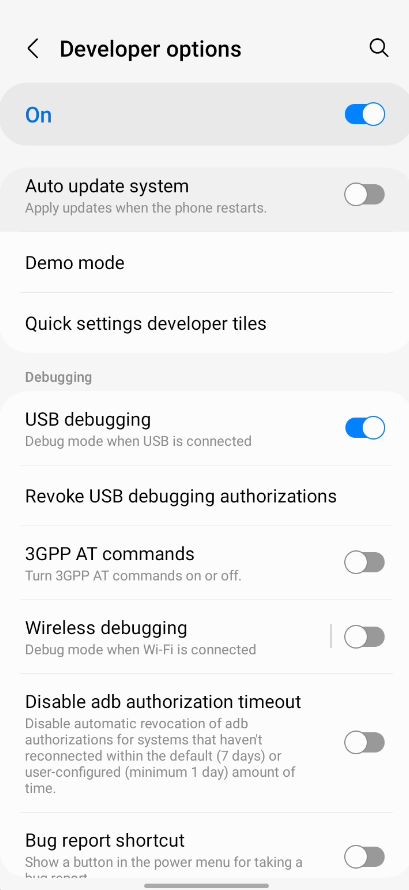 Developer options
On
Auto update system
Apply updates when the phone restarts.
Demo mode
Quick settings developer tiles
Debugging
USB debugging
Debug mode when USB is connected
Revoke USB debugging authorizations
3GPP AT commands
Turn 3GPP AT commands on or off.
Wireless debugging
Debug mode when Wi-Fi is connected
Disable adb authorization timeout
Disable automatic revocation of adb
authorizations for systems that haven't
reconnected within the default (7 days) or
user-configured (minimum 1 day) amount of
time.
Bug report shortcut
Show a button in the power menu for taking a
bug report